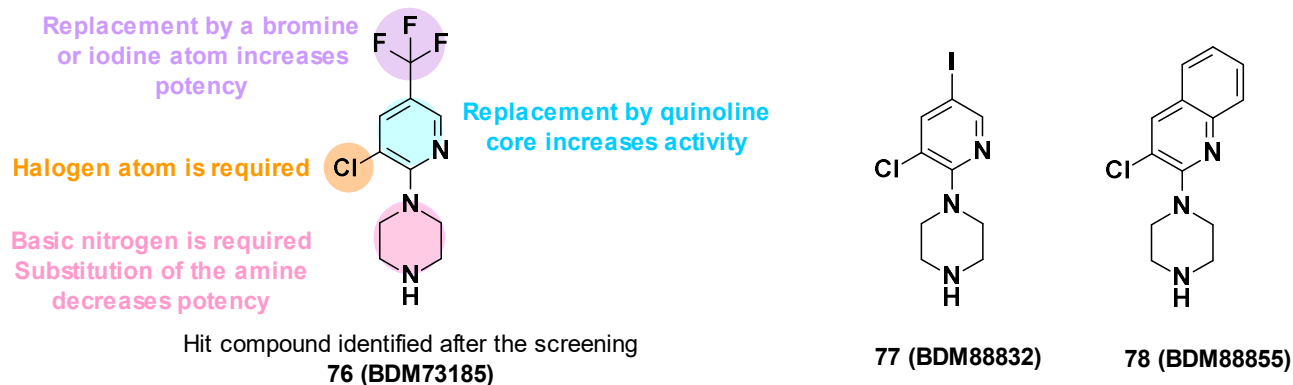 Replacement by a bromine
or iodine atom increases
potency
F
F
F
Replacement by quinoline
core increases activity
Halogen atom is required
Cl
N
N
Basic nitrogen is required
Substitution of the amine
decreases potency
N
H
Hit compound identified after the screening
76 (BDM73185)
I
Cl
N
N
N
H
77 (BDM88832)
Cl
N
N
N
H
78 (BDM88855)